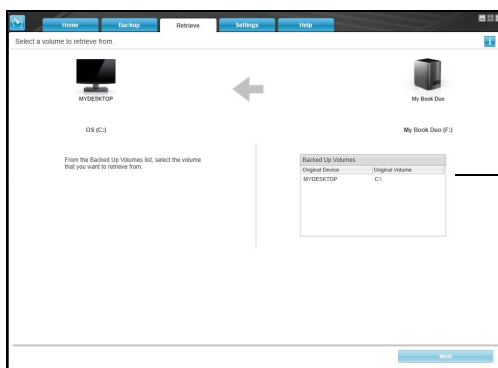 Home Backup Retrieve Settings Help
Select a volume to retrieve from.
MYDESKTOP
My Book Duo
OS (C:)
My Book Duo (F:)
From the Backed Up Volumes list, select the volume
that you want to retrieve from.
Backed Up Volumes
Original Device Original Volume
MYDESKTOP C:\
Next